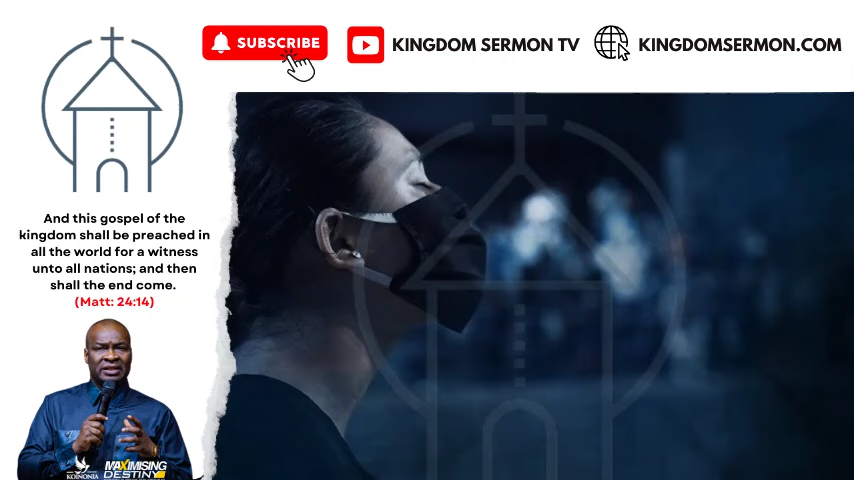 SUBSCRIBE
KINGDOM SERMON TV
KINGDOMSERMON.COM
And this gospel of the
kingdom shall be preached in
all the world for a witness
unto all nations; and then
shall the end come.
(Matt: 24:14)
KOINONIA
MAXIMISING
DESTINY